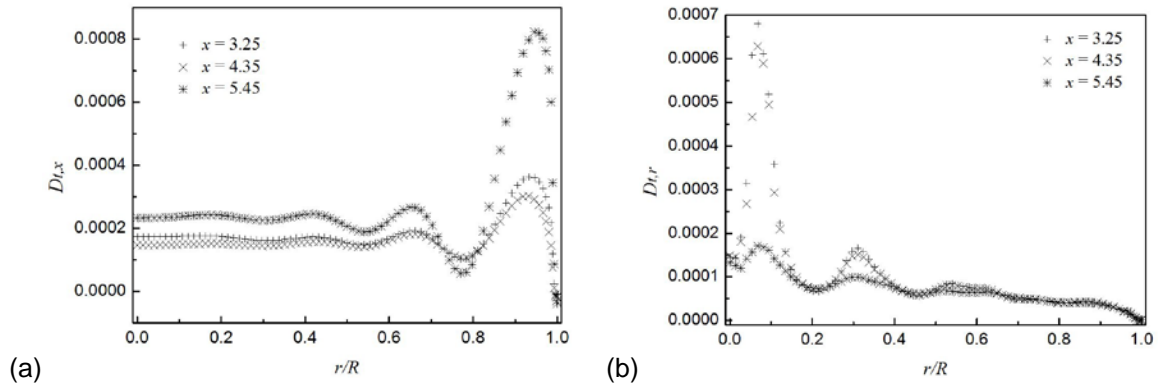 0.0008
0.0006
0.0004
0.0002
0.0000
D_{t,x}
+ x = 3.25
× x = 4.35
✳ x = 5.45
0.0 0.2 0.4 0.6 0.8 1.0
r/R
(a)
0.0007
0.0006
0.0005
0.0004
0.0003
0.0002
0.0001
0.0000
D_{t,r}
+ x = 3.25
× x = 4.35
✳ x = 5.45
0.0 0.2 0.4 0.6 0.8 1.0
r/R
(b)